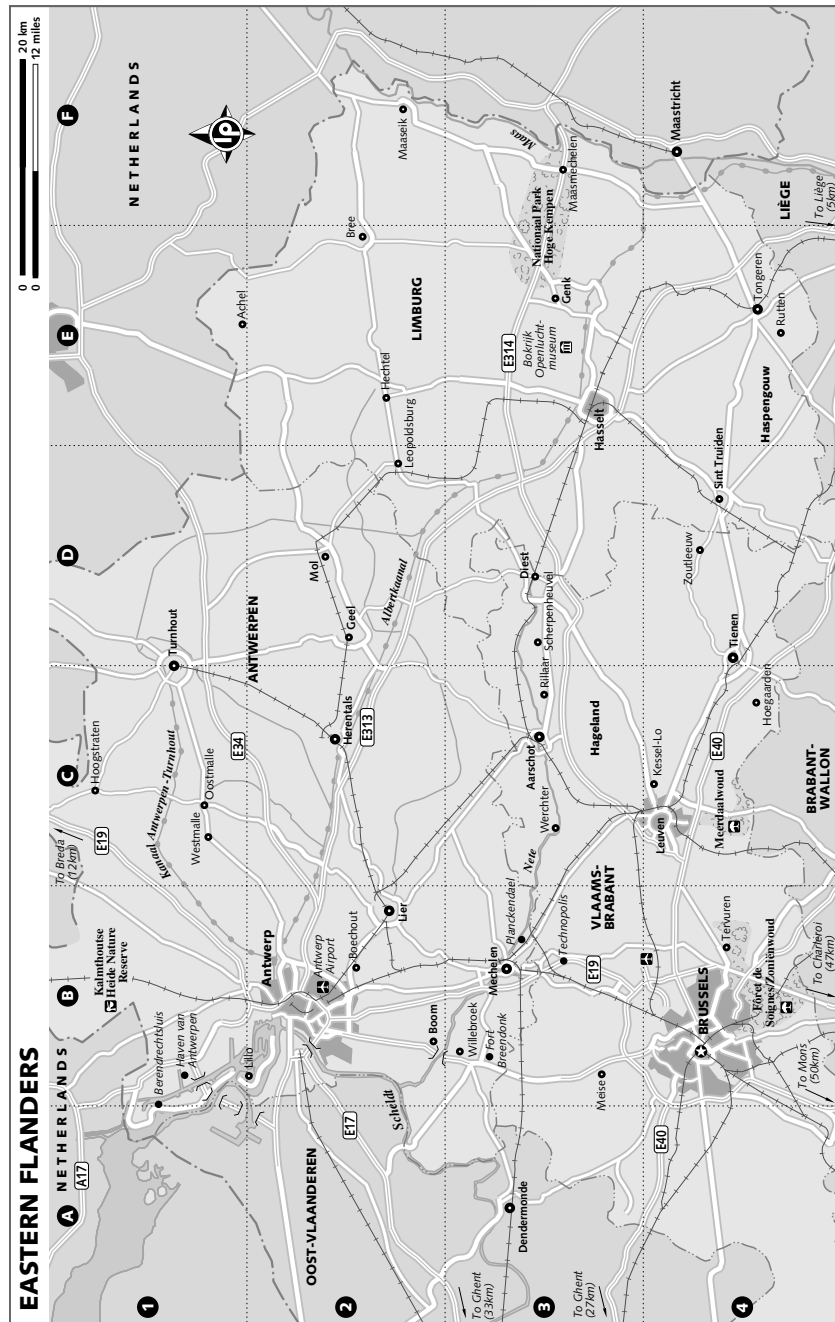 EASTERN FLANDERS
0 20 km
0 12 miles
A
B
C
D
E
F
1
2
3
4
NETHERLANDS
A17
Berendrechtsluis
Haven van
Antwerpen
Lillo
Kalmthoutse
Heide Nature
Reserve
To Breda
(12km)
E19
Hoogstraten
Kanaal Antwerpen-Turnhout
Westmalle
Oostmalle
E34
Turnhout
ANTWERPEN
Achel
NETHERLANDS
LP
OOST-VLAANDEREN
E17
Scheldt
Antwerp
Antwerp
Airport
Boechout
Boom
Lier
Herentals
E313
Geel
Mol
Albertkanaal
Leopoldsburg
Hechtel
LIMBURG
Bree
Maaseik
Willebroek
Fort
Breendonk
Dendermonde
To Ghent
(33km)
To Ghent
(27km)
Meise
Mechelen
Planckendael
Technopolis
E19
VLAAMS-
BRABANT
Nete
Werchter
Aarschot
Rillaar
Scherpenheuvel
Diest
Hageland
E314
Bokrijk
Openlucht-
museum
Genk
Nationaal Park
Hoge Kempen
Maas
Maasmechelen
Hasselt
E40
BRUSSELS
Tervuren
Fôret de
Soignes/Zoniënwoud
To Mons
(50km)
To Charleroi
(47km)
Leuven
Kessel-Lo
Meerdaalwoud
E40
BRABANT-
WALLON
Hoegaarden
Tienen
Zoutleeuw
Sint Truiden
Haspengouw
Tongeren
Rutten
Maastricht
LIÈGE
To Liège
(5km)